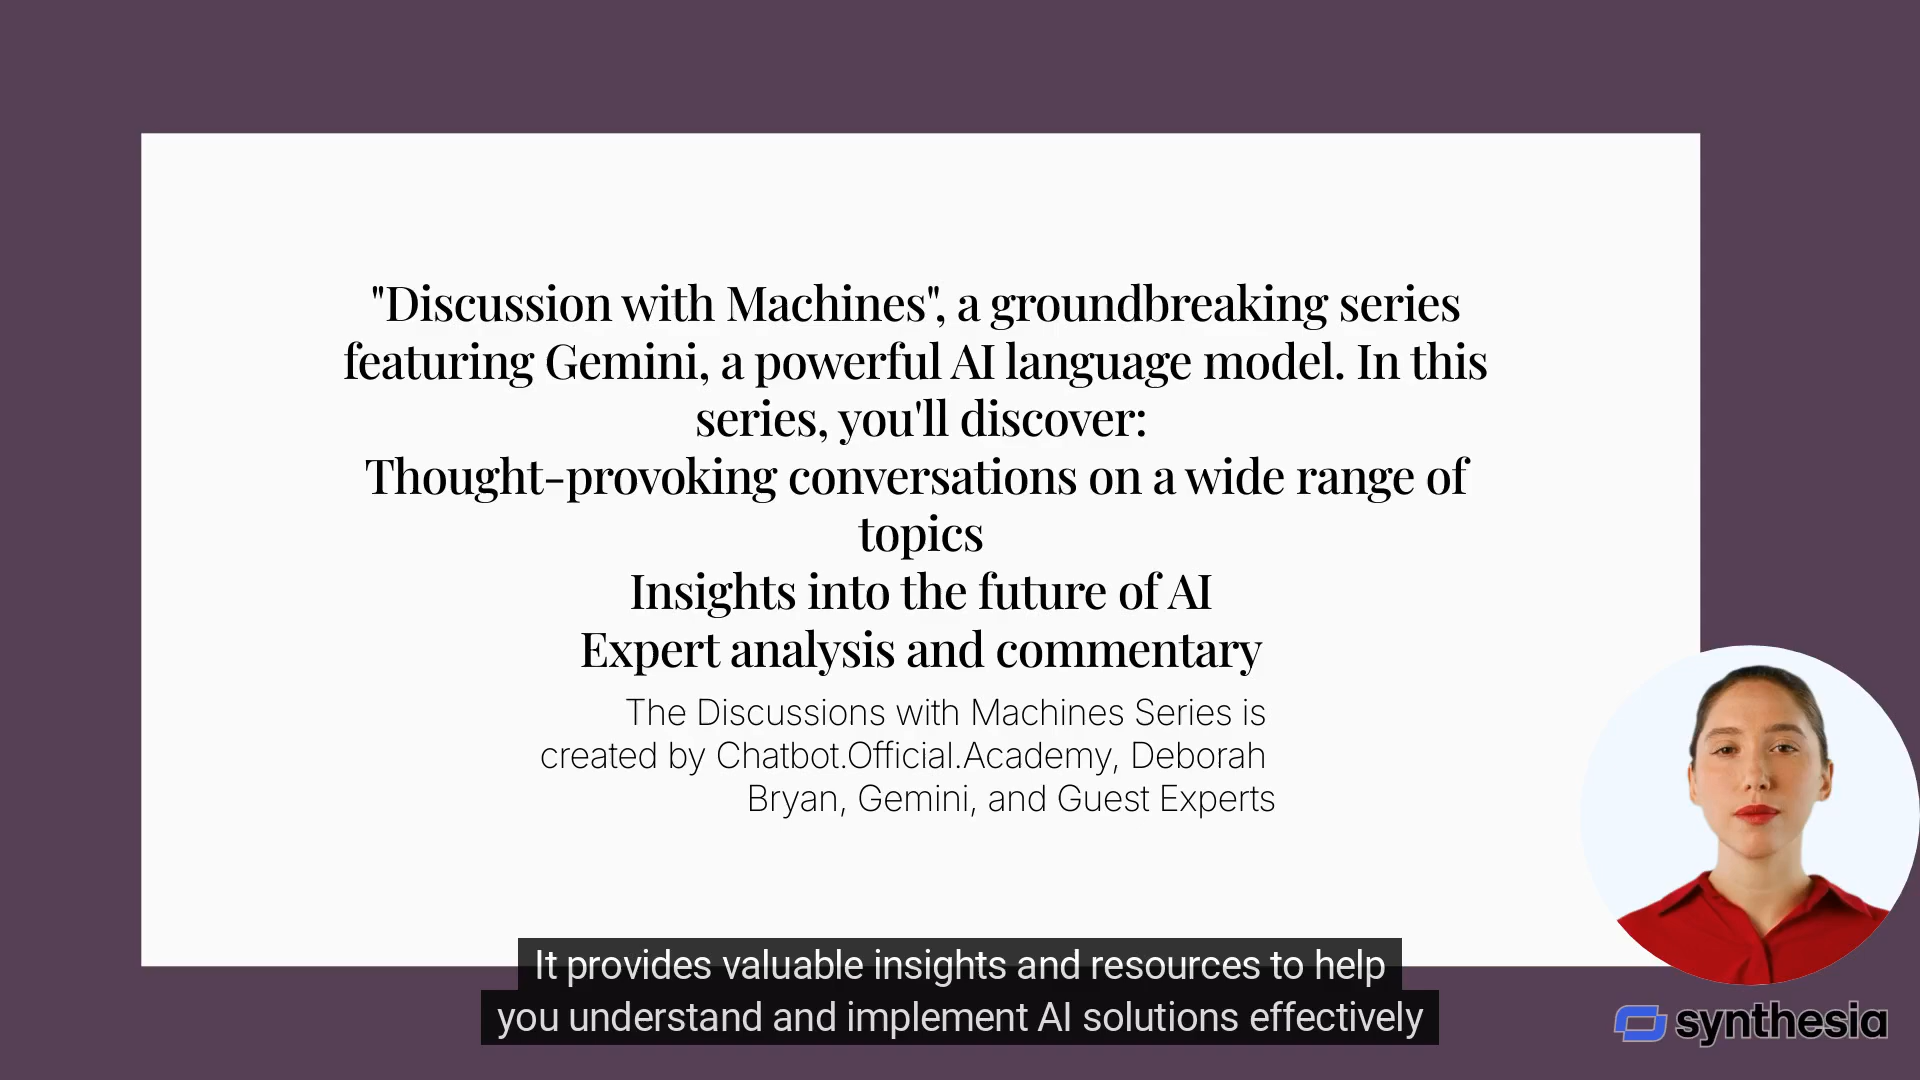 "Discussion with Machines", a groundbreaking series
featuring Gemini, a powerful AI language model. In this
series, you'll discover:
Thought-provoking conversations on a wide range of
topics
Insights into the future of AI
Expert analysis and commentary
The Discussions with Machines Series is
created by Chatbot.Official.Academy, Deborah
Bryan, Gemini, and Guest Experts
It provides valuable insights and resources to help
you understand and implement AI solutions effectively
synthesia